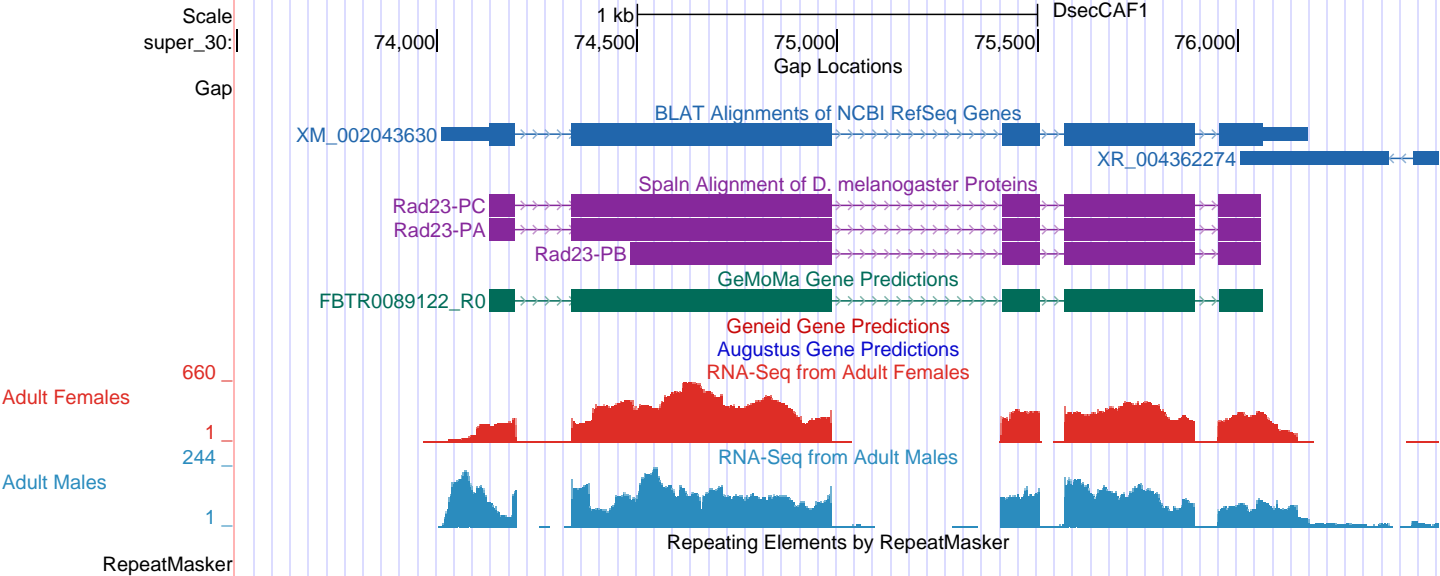 Scale 1 kb DsecCAF1
super_30: 74,000 74,500 75,000 75,500 76,000
Gap Locations
Gap
BLAT Alignments of NCBI RefSeq Genes
XM_002043630
XR_004362274
Spaln Alignment of D. melanogaster Proteins
Rad23-PC
Rad23-PA
Rad23-PB
GeMoMa Gene Predictions
FBTR0089122_R0
Geneid Gene Predictions
Augustus Gene Predictions
RNA-Seq from Adult Females
660 _
Adult Females
1 _
RNA-Seq from Adult Males
244 _
Adult Males
1 _
Repeating Elements by RepeatMasker
RepeatMasker